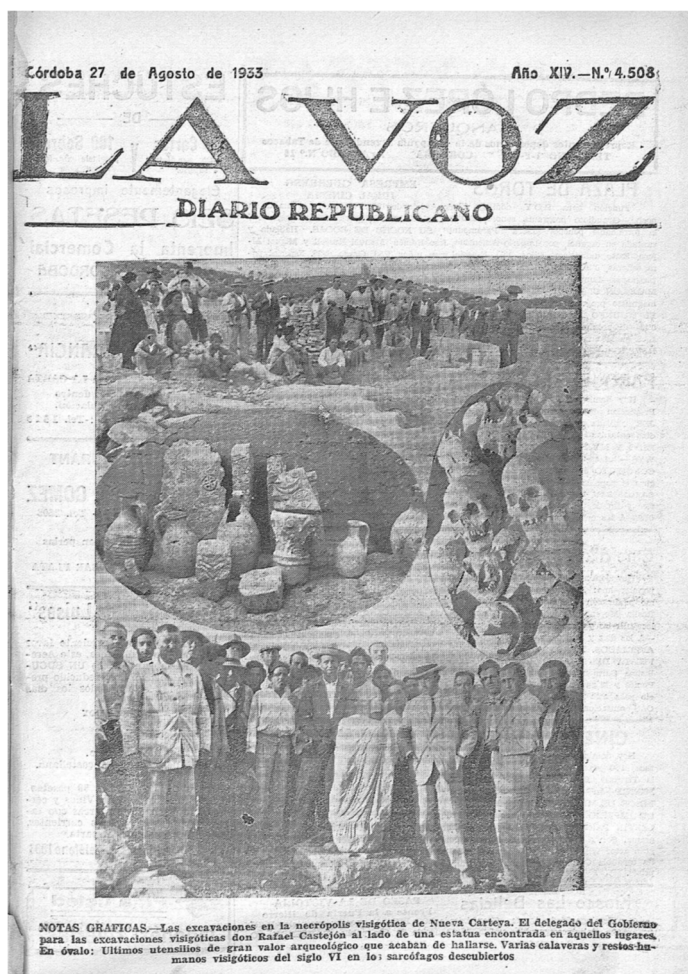 Córdoba 27 de Agosto de 1933 Año XIV.—N.º 4.508
LA VOZ
DIARIO REPUBLICANO
NOTAS GRAFICAS.—Las excavaciones en la necrópolis visigótica de Nueva Carteya. El delegado del Gobierno
para las excavaciones visigóticas don Rafael Castejón al lado de una estatua encontrada en aquellos lugares.
En óvalo: Ultimos utensilios de gran valor arqueológico que acaban de hallarse. Varias calaveras y restos hu-
manos visigóticos del siglo VI en los sarcófagos descubiertos